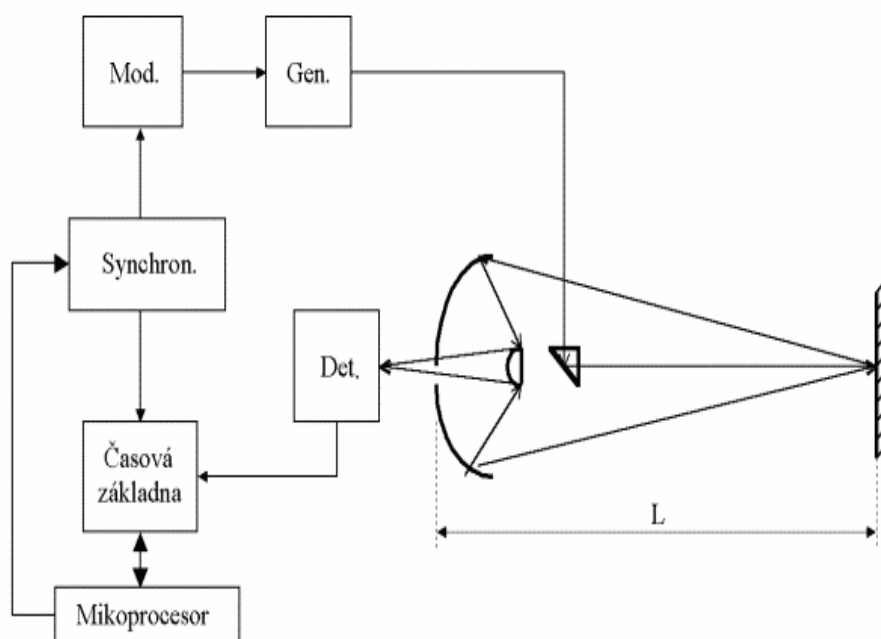 Mod.
Gen.
Synchron.
Det.
Časová
základna
L
Mikoprocesor